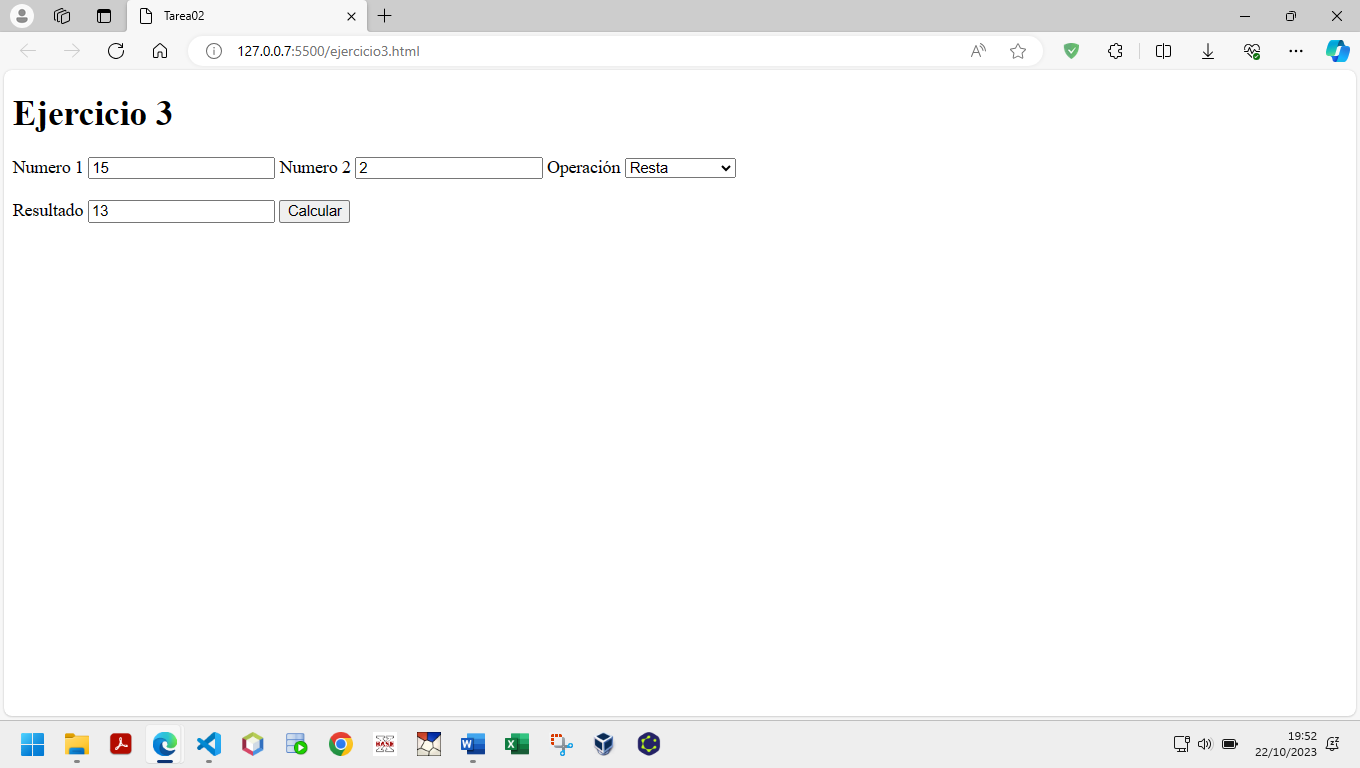 Tarea02
127.0.0.7:5500/ejercicio3.html
Ejercicio 3
Numero 1 15 Numero 2 2 Operación Resta
Resultado 13 Calcular
BASE
19:52
22/10/2023